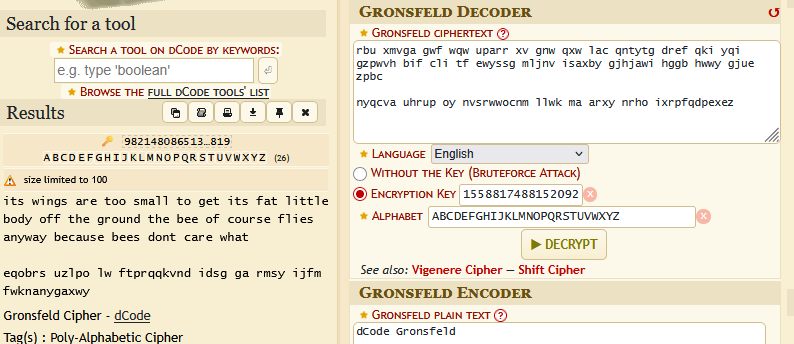 Search for a tool
★ Search a tool on dCode by keywords:
e.g. type 'boolean'
★ Browse the full dCode tools' list
Results
982148086513…819
ABCDEFGHIJKLMNOPQRSTUVWXYZ (26)
size limited to 100
its wings are too small to get its fat little
body off the ground the bee of course flies
anyway because bees dont care what
eqobrs uzlpo lw ftprqqkvnd idsg ga rmsy ijfm
fwknanygaxwy
Gronsfeld Cipher - dCode
Tag(s) : Poly-Alphabetic Cipher
Gronsfeld Decoder
★ Gronsfeld ciphertext ?
rbu xmvga gwf wqw uparr xv gnw qxw lac qntytg dref qki yqi
gzpwvh bif cli tf ewyssg mljnv isaxby gjhjawi hggb hwwy gjue
zpbc
nyqcva uhrup oy nvsrwwocnm llwk ma arxy nrho ixrpfqdpexez
★ Language English
Without the Key (Bruteforce Attack)
Encryption Key 1558817488152092
★ Alphabet ABCDEFGHIJKLMNOPQRSTUVWXYZ
▶ Decrypt
See also: Vigenere Cipher — Shift Cipher
Gronsfeld Encoder
★ Gronsfeld plain text ?
dCode Gronsfeld